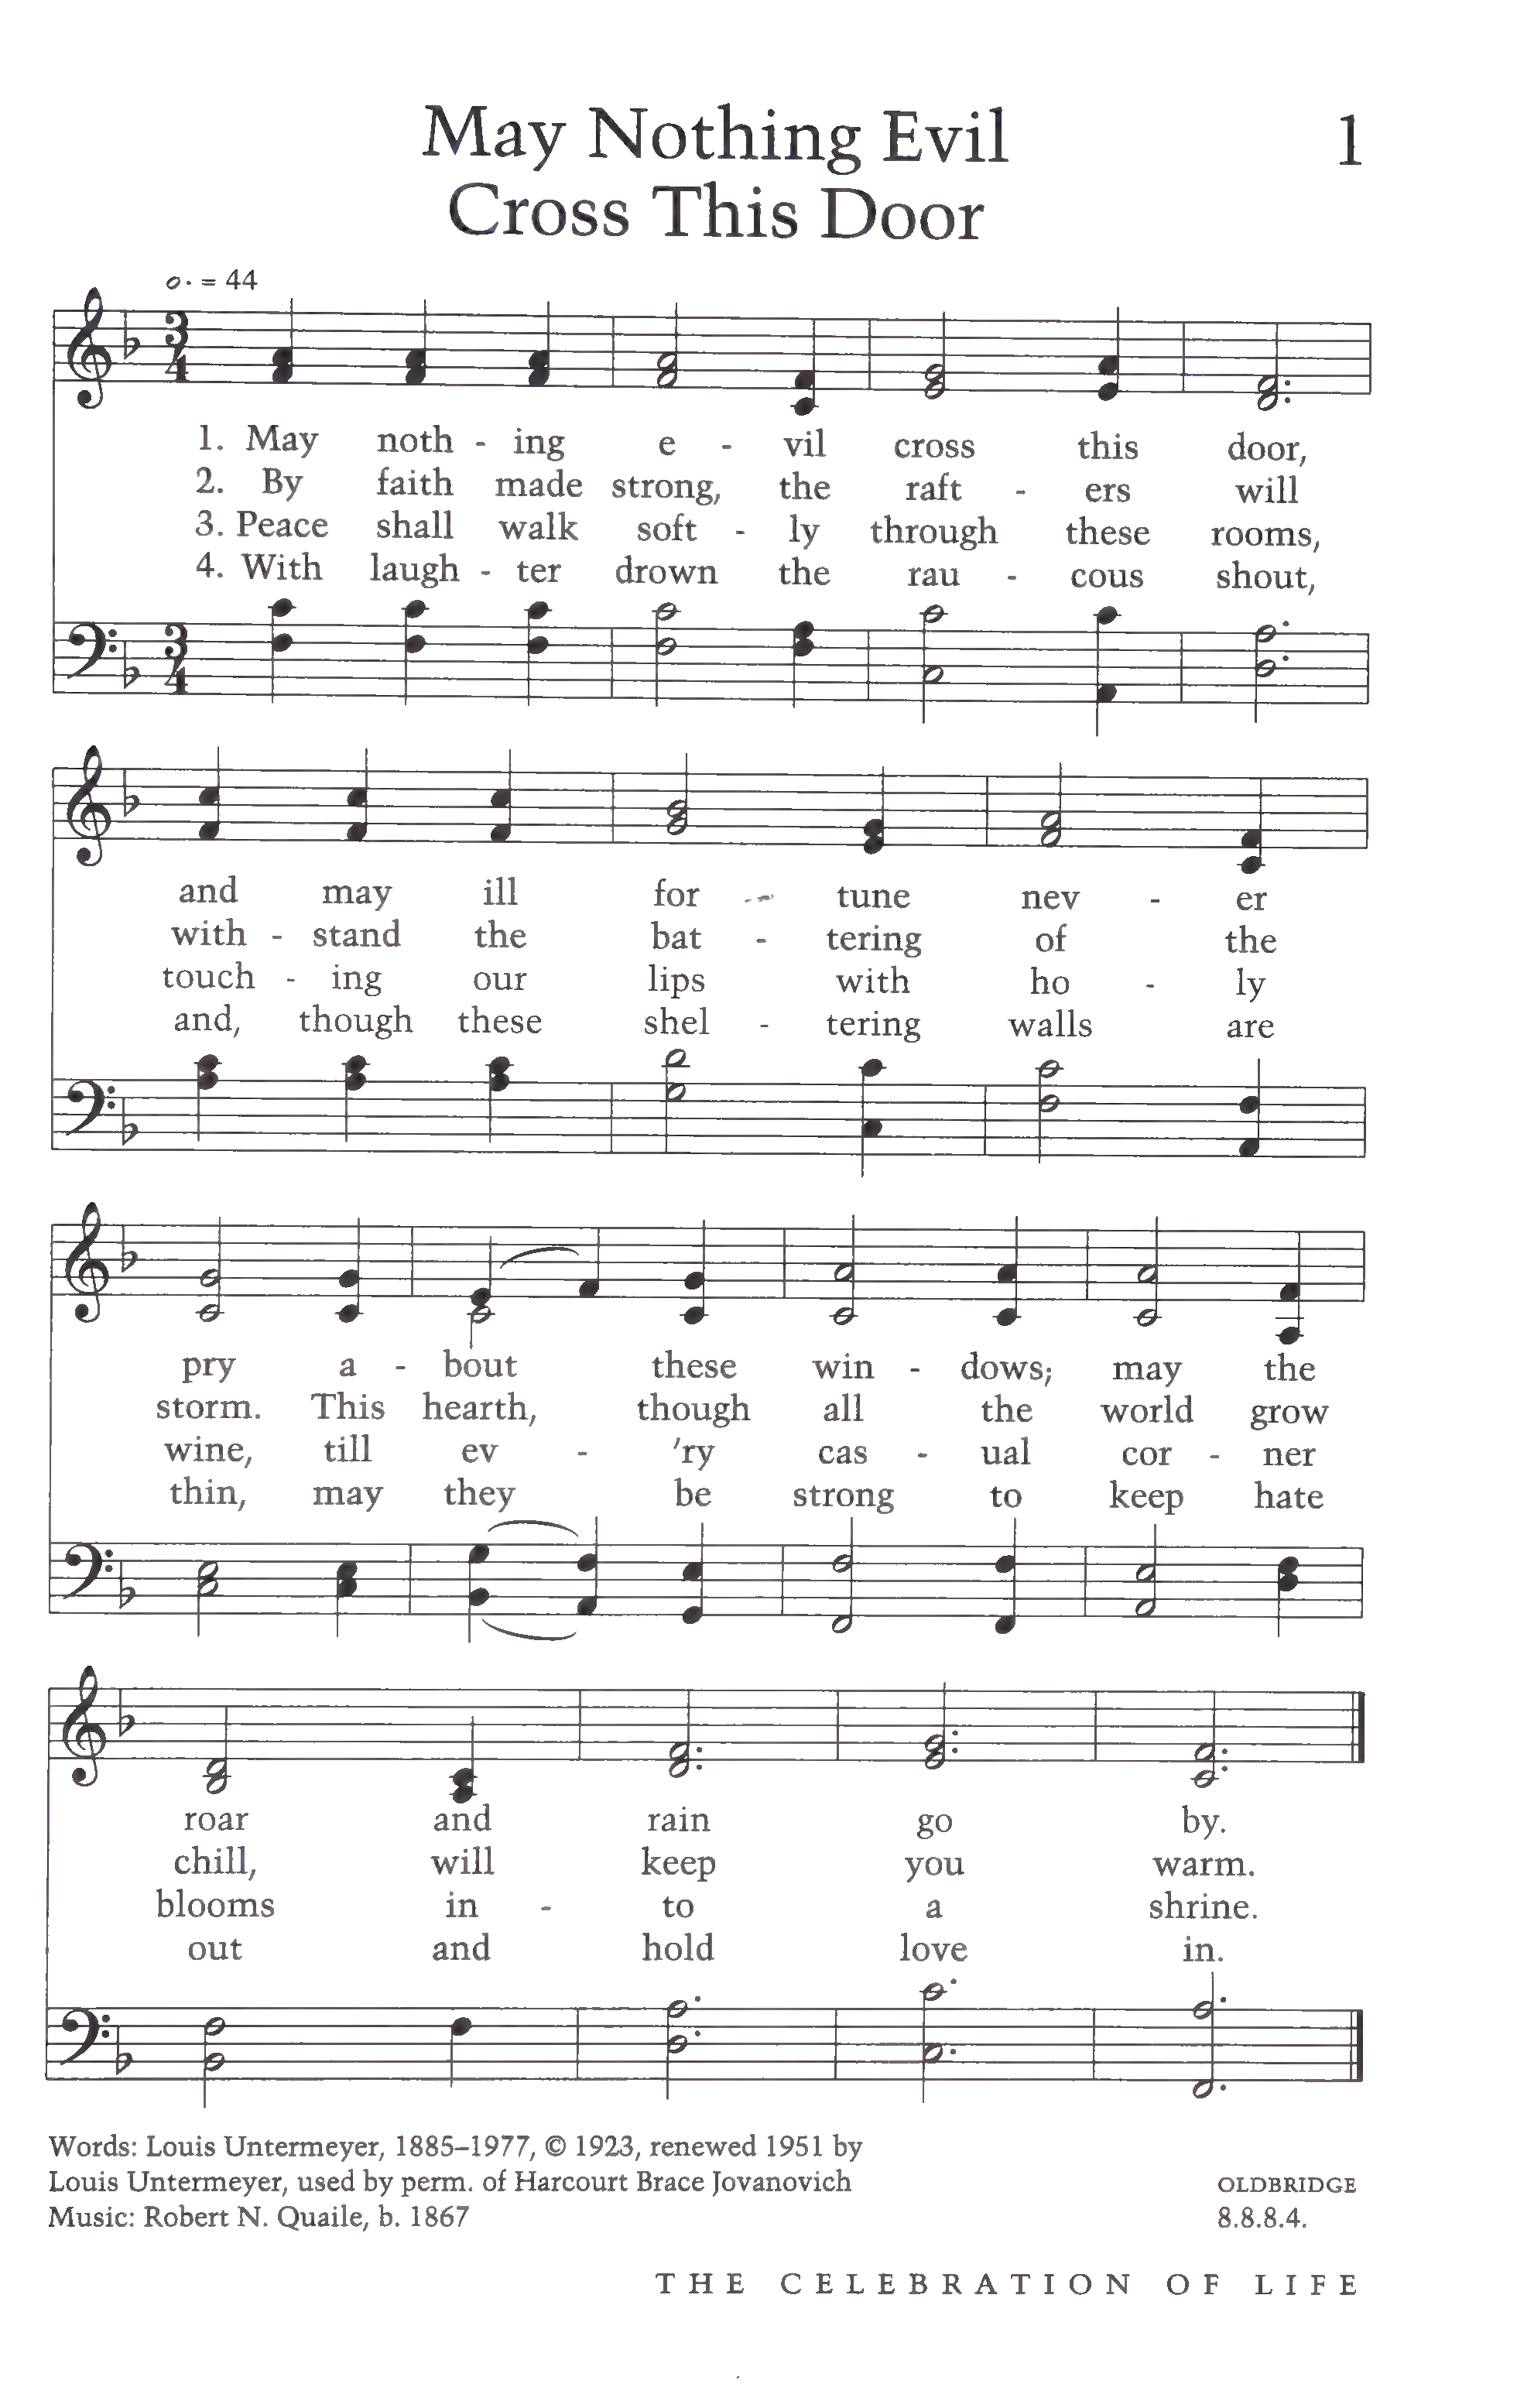 May Nothing Evil
Cross This Door
1
𝅗𝅥. = 44
3
4
1. May noth - ing e - vil cross this door,
2. By faith made strong, the raft - ers will
3. Peace shall walk soft - ly through these rooms,
4. With laugh - ter drown the rau - cous shout,
3
4
and may ill for - tune nev - er
with - stand the bat - tering of the
touch - ing our lips with ho - ly
and, though these shel - tering walls are
pry a - bout these win - dows; may the
storm. This hearth, though all the world grow
wine, till ev - 'ry cas - ual cor - ner
thin, may they be strong to keep hate
roar and rain go by.
chill, will keep you warm.
blooms in - to a shrine.
out and hold love in.
Words: Louis Untermeyer, 1885–1977, © 1923, renewed 1951 by
Louis Untermeyer, used by perm. of Harcourt Brace Jovanovich
Music: Robert N. Quaile, b. 1867
OLDBRIDGE
8.8.8.4.
THE CELEBRATION OF LIFE